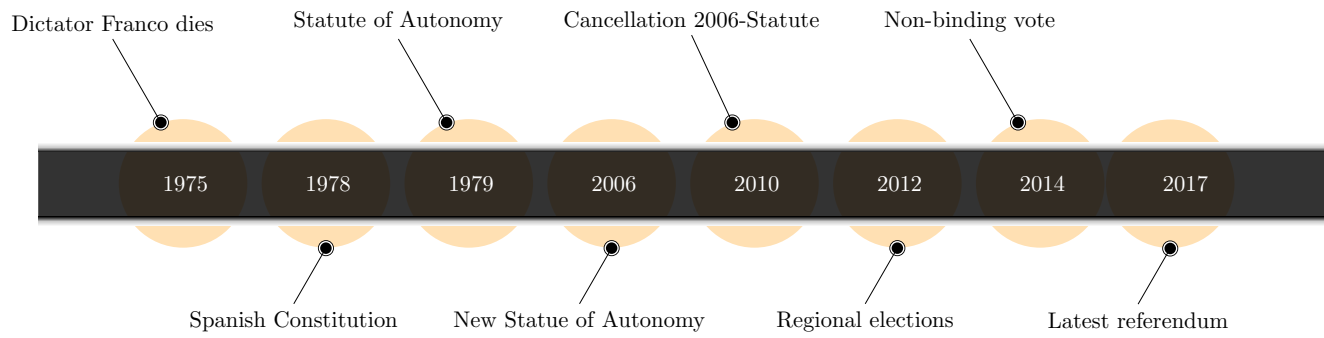 Dictator Franco dies
Statute of Autonomy
Cancellation 2006-Statute
Non-binding vote
1975
1978
1979
2006
2010
2012
2014
2017
Spanish Constitution
New Statue of Autonomy
Regional elections
Latest referendum